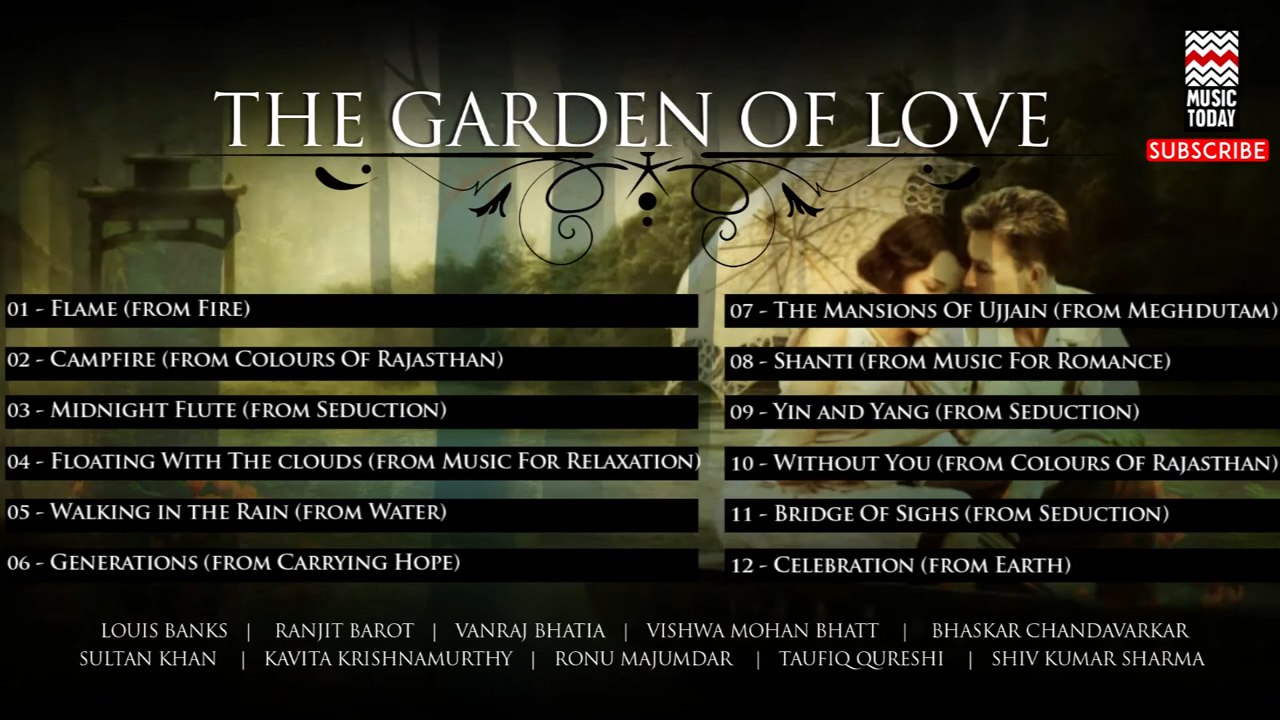 THE GARDEN OF LOVE
MUSIC
TODAY
SUBSCRIBE
01 - Flame (from Fire)
02 - Campfire (from Colours Of Rajasthan)
03 - Midnight Flute (from Seduction)
04 - Floating With The clouds (from Music For Relaxation)
05 - Walking in the Rain (from Water)
06 - Generations (from Carrying Hope)
07 - The Mansions Of Ujjain (from Meghdutam)
08 - Shanti (from Music For Romance)
09 - Yin and Yang (from Seduction)
10 - Without You (from Colours Of Rajasthan)
11 - Bridge Of Sighs (from Seduction)
12 - Celebration (from Earth)
LOUIS BANKS | RANJIT BAROT | VANRAJ BHATIA | VISHWA MOHAN BHATT | BHASKAR CHANDAVARKAR
SULTAN KHAN | KAVITA KRISHNAMURTHY | RONU MAJUMDAR | TAUFIQ QURESHI | SHIV KUMAR SHARMA